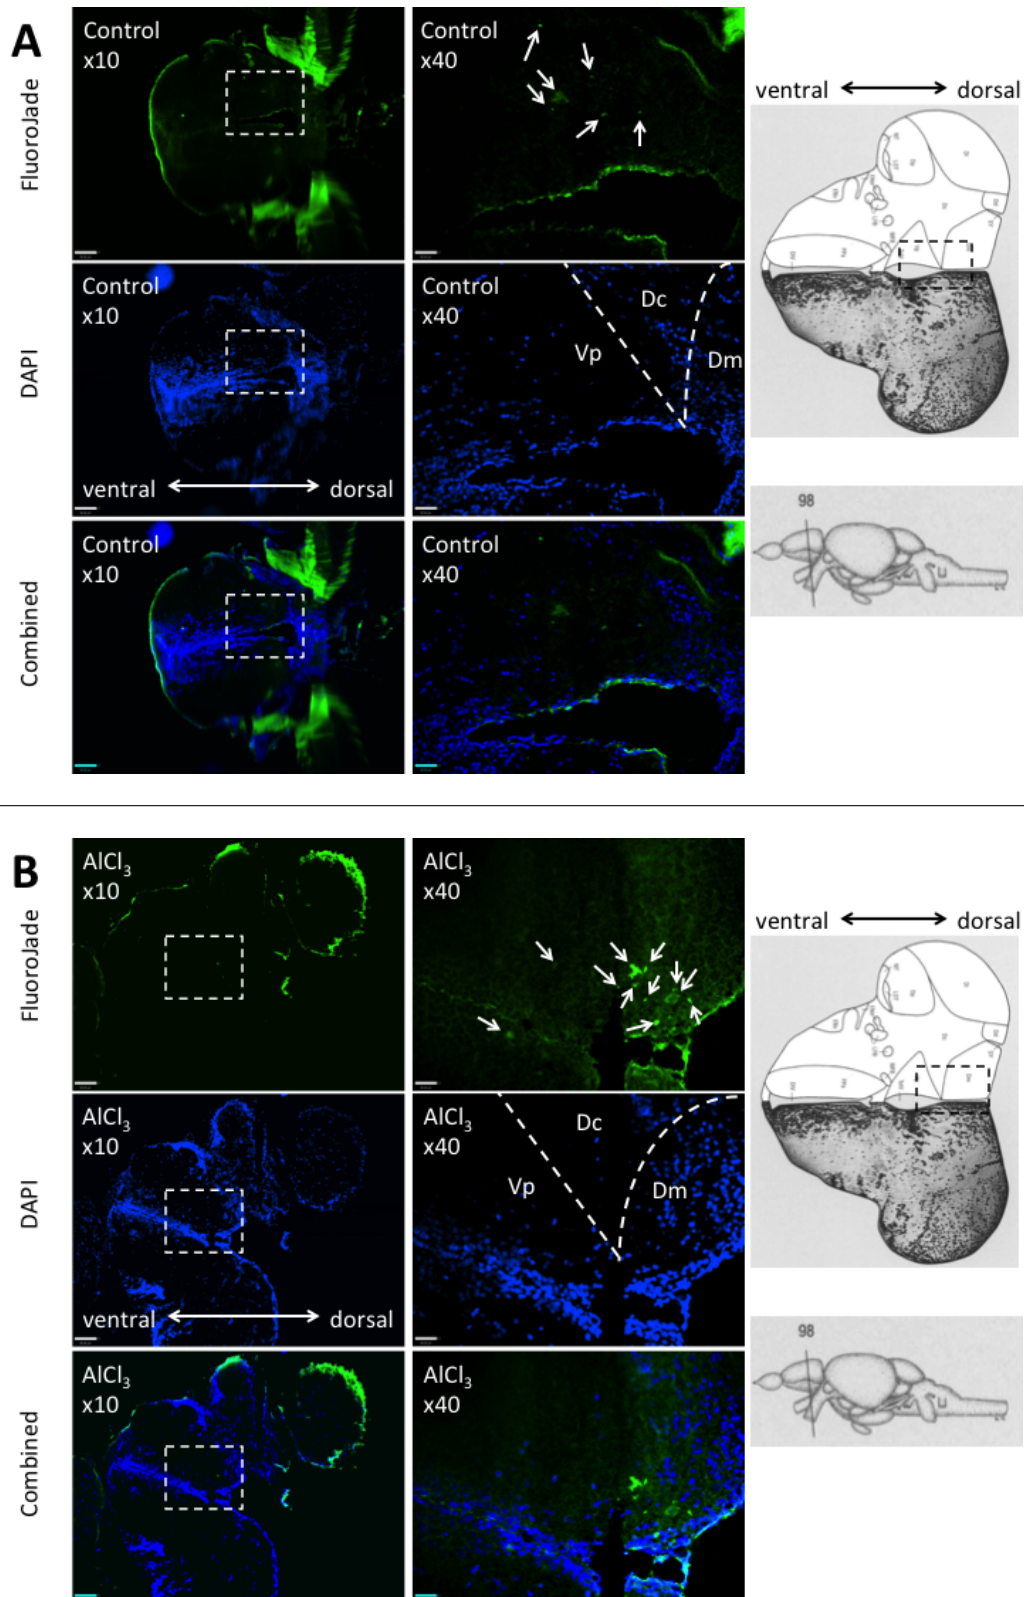 A
FluoroJade
Control
x10
Control
x40
ventral
dorsal
DAPI
Control
x10
ventral
dorsal
Control
x40
Dc
Vp
Dm
98
Combined
Control
x10
Control
x40
B
FluoroJade
AlCl₃
x10
AlCl₃
x40
ventral
dorsal
DAPI
AlCl₃
x10
ventral
dorsal
AlCl₃
x40
Dc
Vp
Dm
98
Combined
AlCl₃
x10
AlCl₃
x40